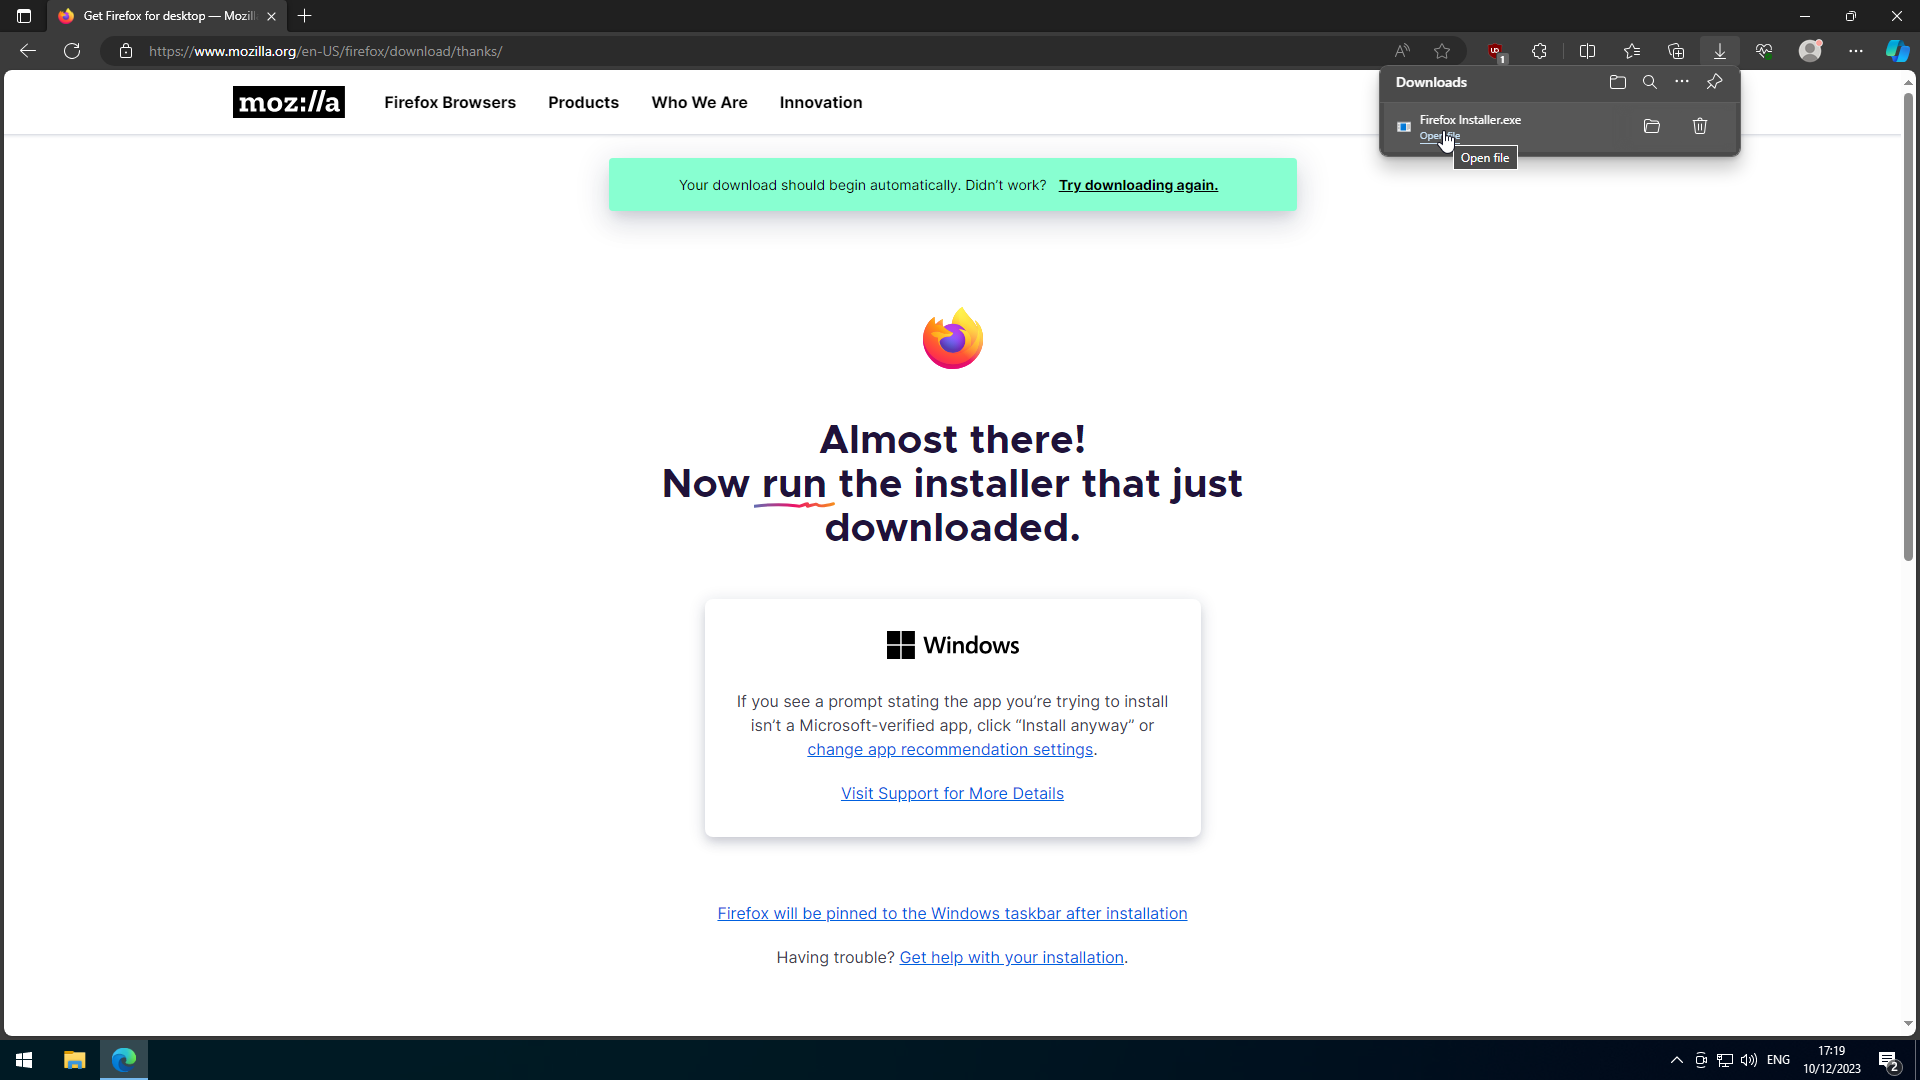 Get Firefox for desktop — Mozil
https://www.mozilla.org/en-US/firefox/download/thanks/
1
Downloads
Firefox Installer.exe
Open file
Open file
moz://a
Firefox Browsers
Products
Who We Are
Innovation
Your download should begin automatically. Didn’t work? Try downloading again.
Almost there!
Now run the installer that just
downloaded.
Windows
If you see a prompt stating the app you’re trying to install
isn’t a Microsoft-verified app, click “Install anyway” or
change app recommendation settings.
Visit Support for More Details
Firefox will be pinned to the Windows taskbar after installation
Having trouble? Get help with your installation.
ENG
17:19
10/12/2023
2